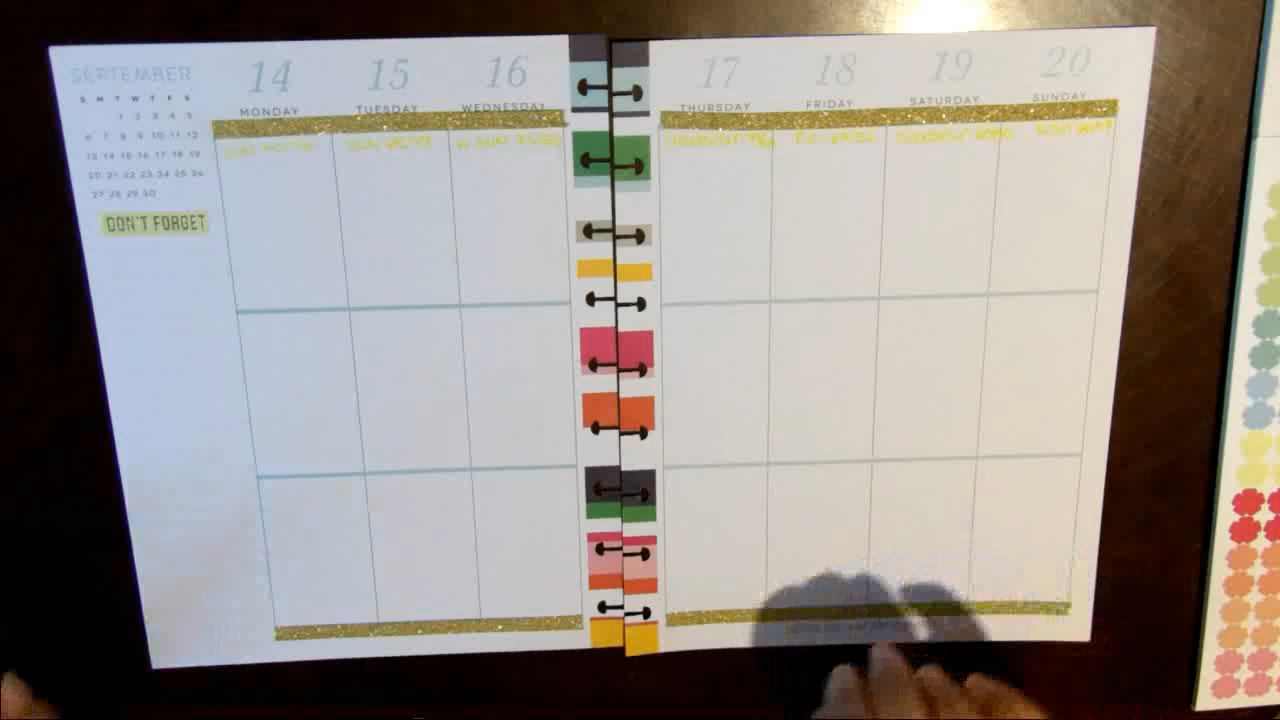 SEPTEMBER
S M T W T F S
1 2 3 4 5
6 7 8 9 10 11 12
13 14 15 16 17 18 19
20 21 22 23 24 25 26
27 28 29 30
DON'T FORGET
14
MONDAY
15
TUESDAY
16
WEDNESDAY
17
THURSDAY
18
FRIDAY
19
SATURDAY
20
SUNDAY